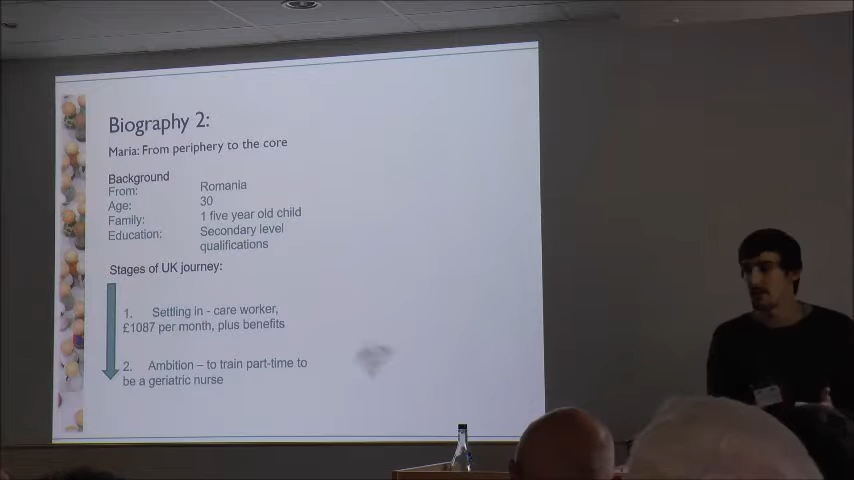 Biography 2:
Maria: From periphery to the core
Background
From: Romania
Age: 30
Family: 1 five year old child
Education: Secondary level
qualifications
Stages of UK journey:
1. Settling in - care worker,
£1087 per month, plus benefits
2. Ambition – to train part-time to
be a geriatric nurse